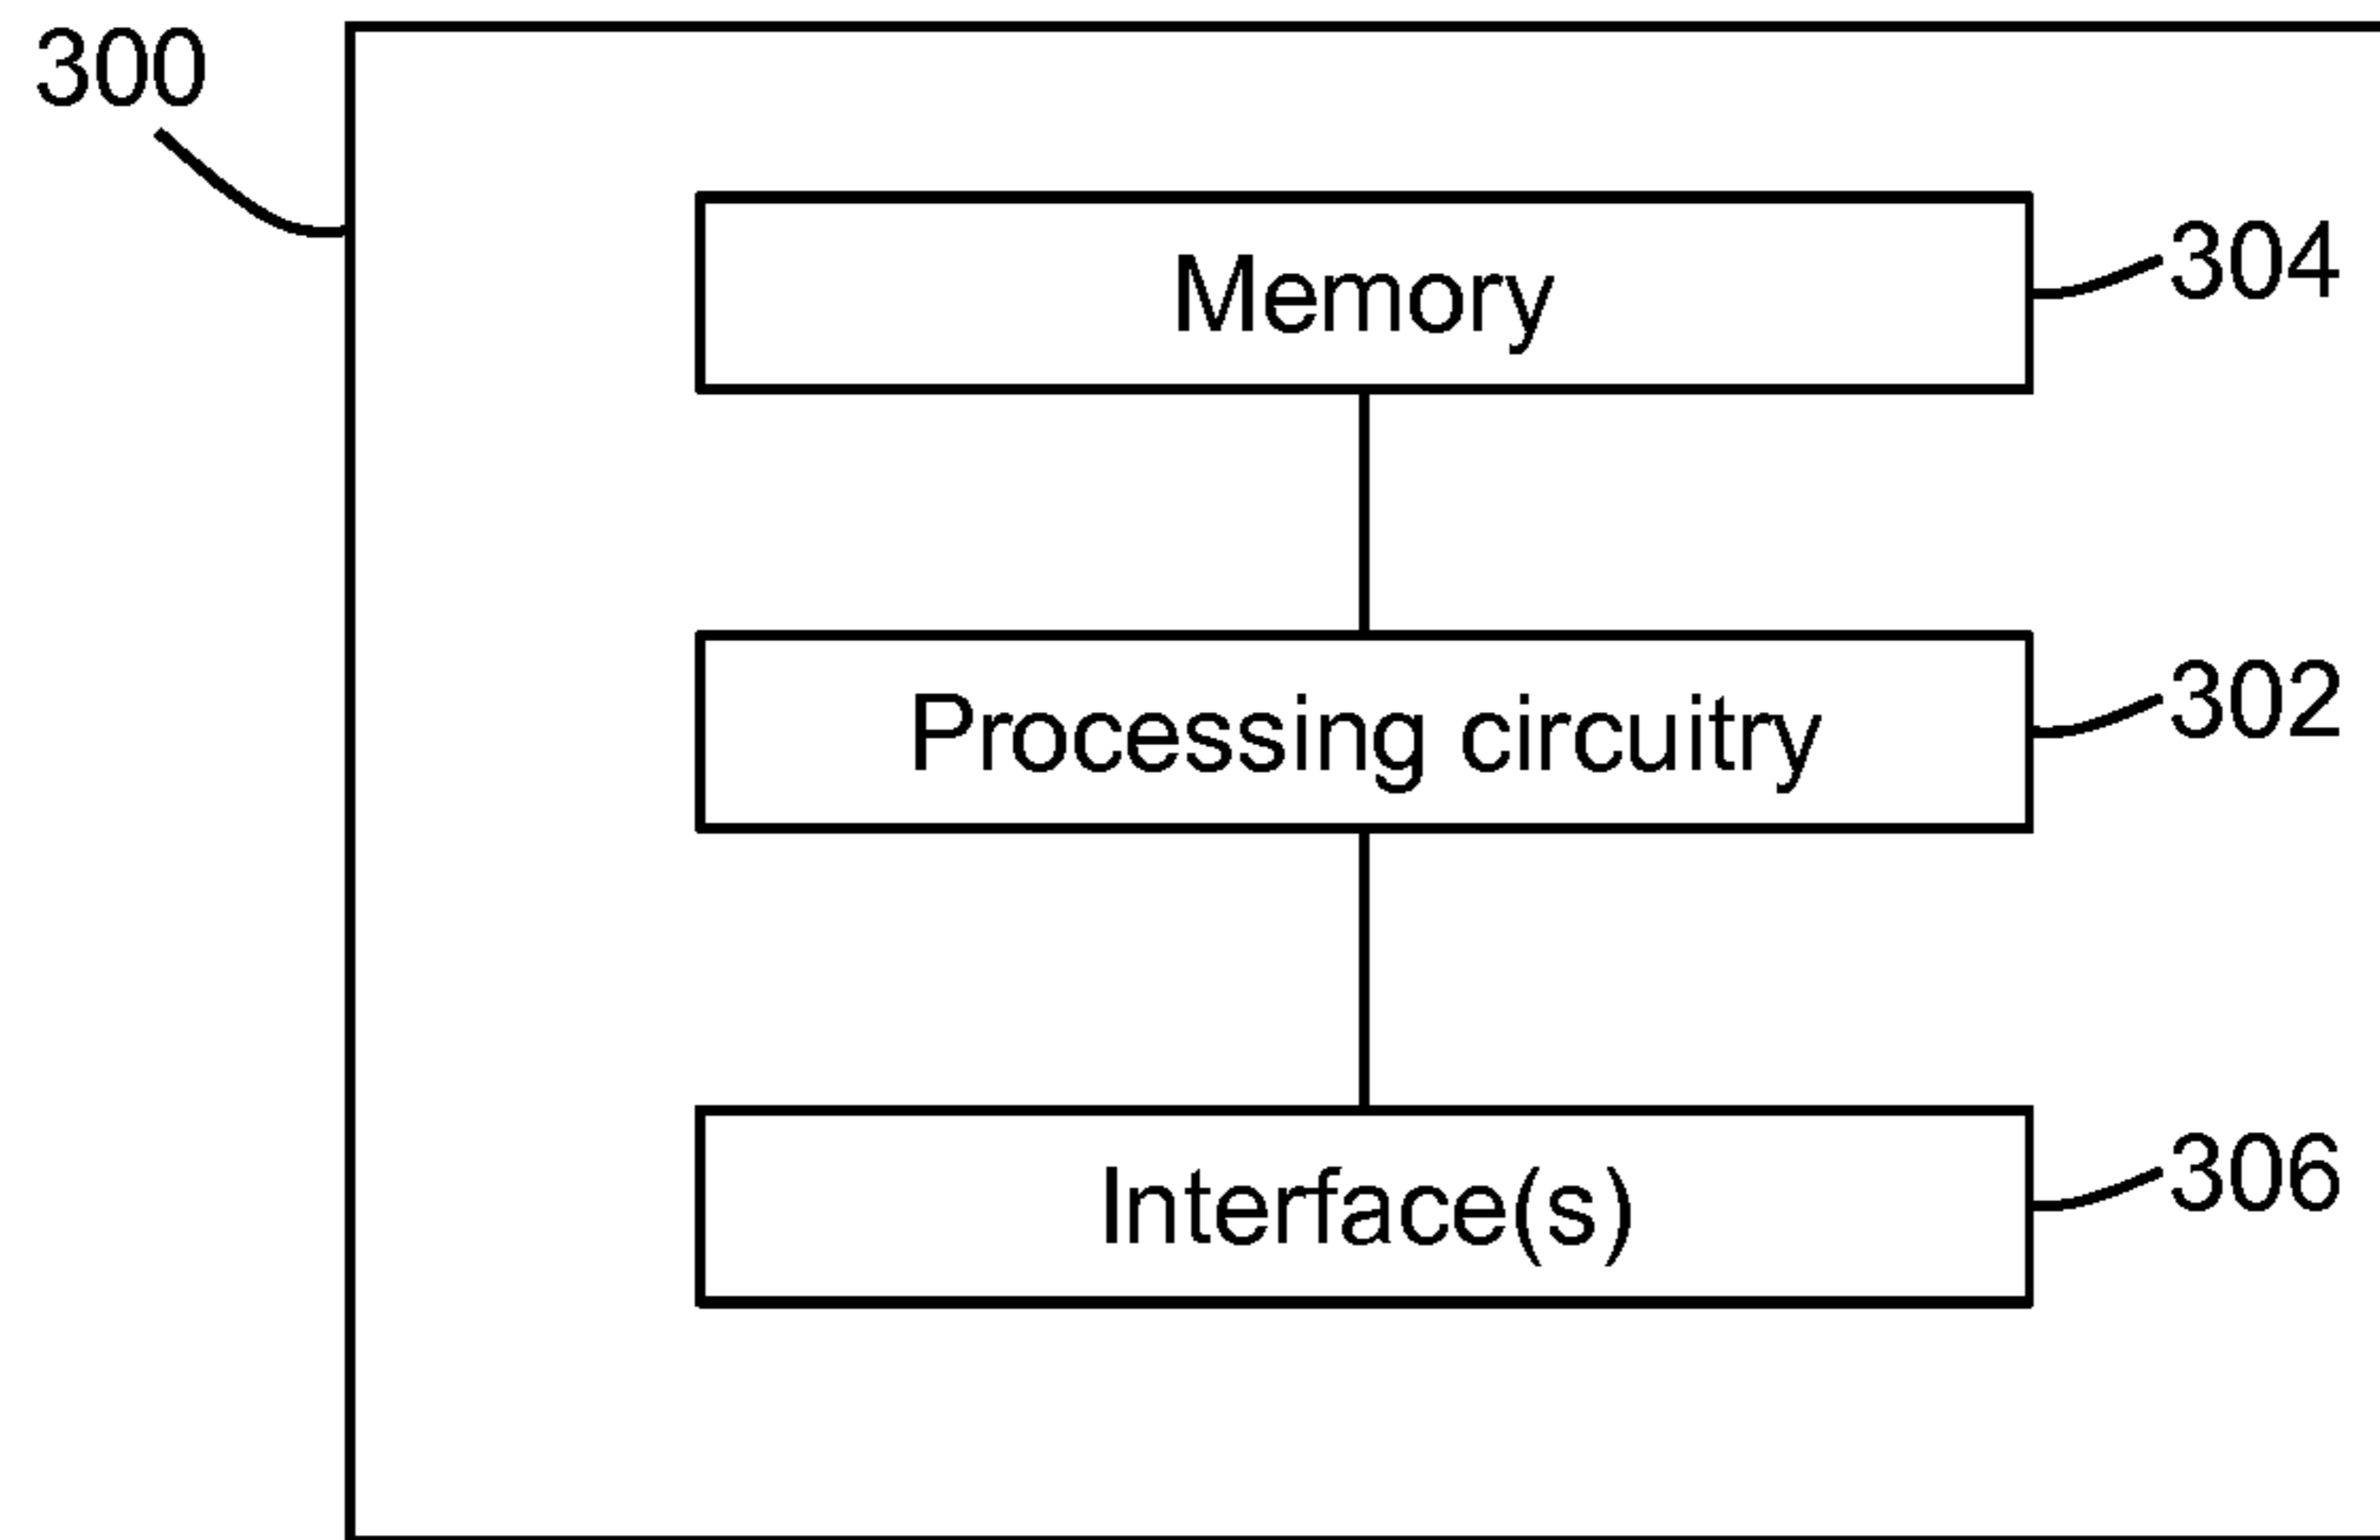 300
Memory
304
Processing circuitry
302
Interface(s)
306